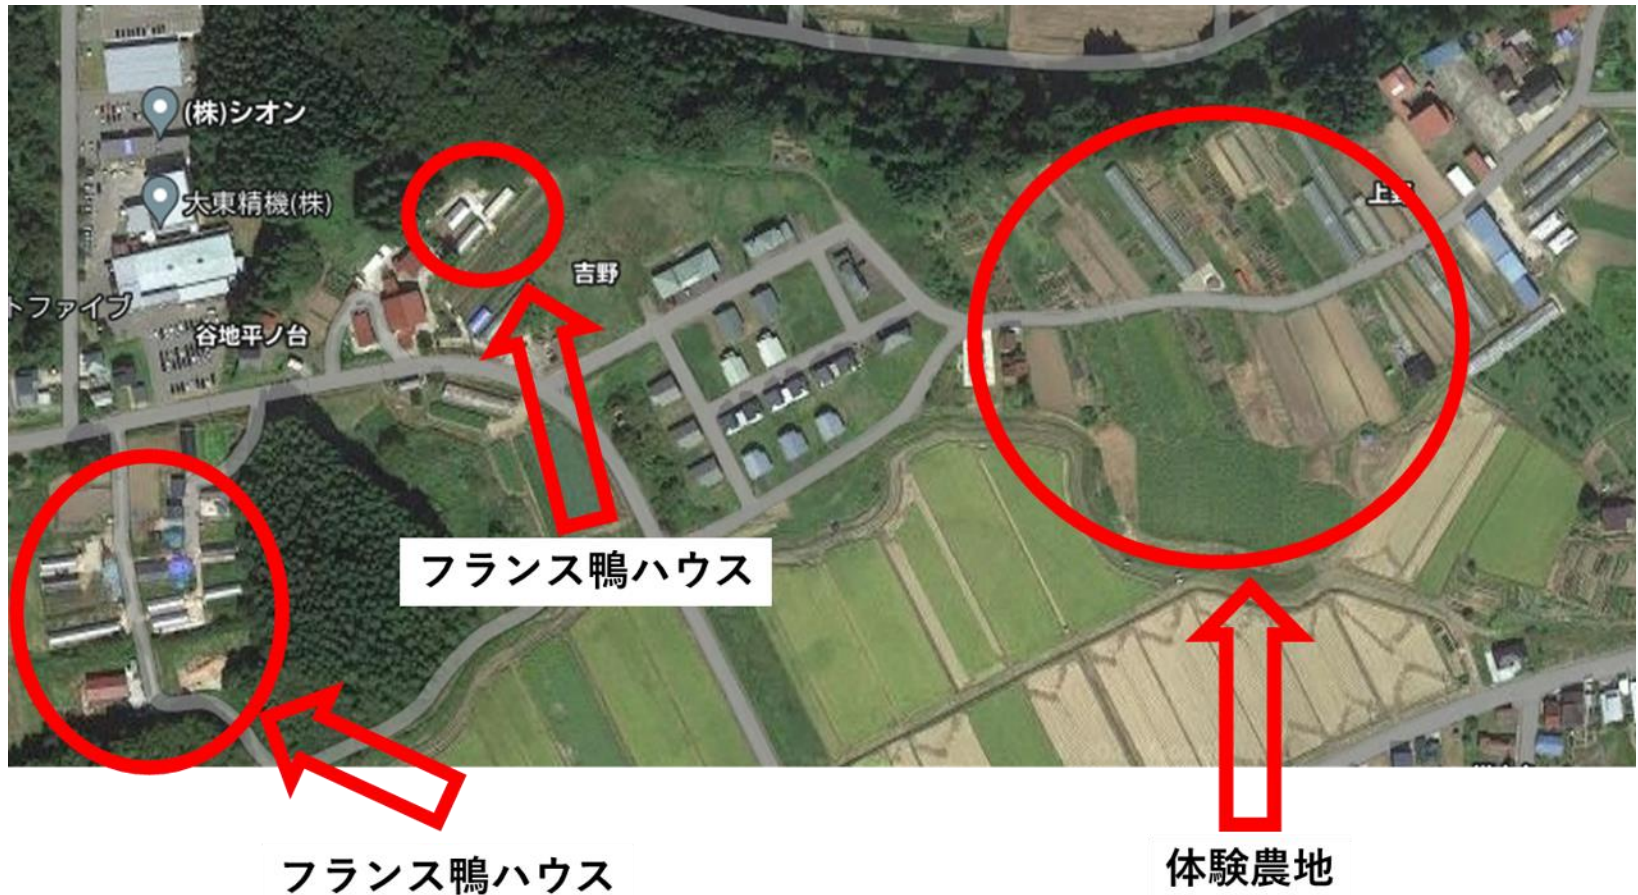 (株)シオン
大東精機(株)
上野
吉野
トファイブ
谷地平ノ台
フランス鴨ハウス
フランス鴨ハウス
体験農地